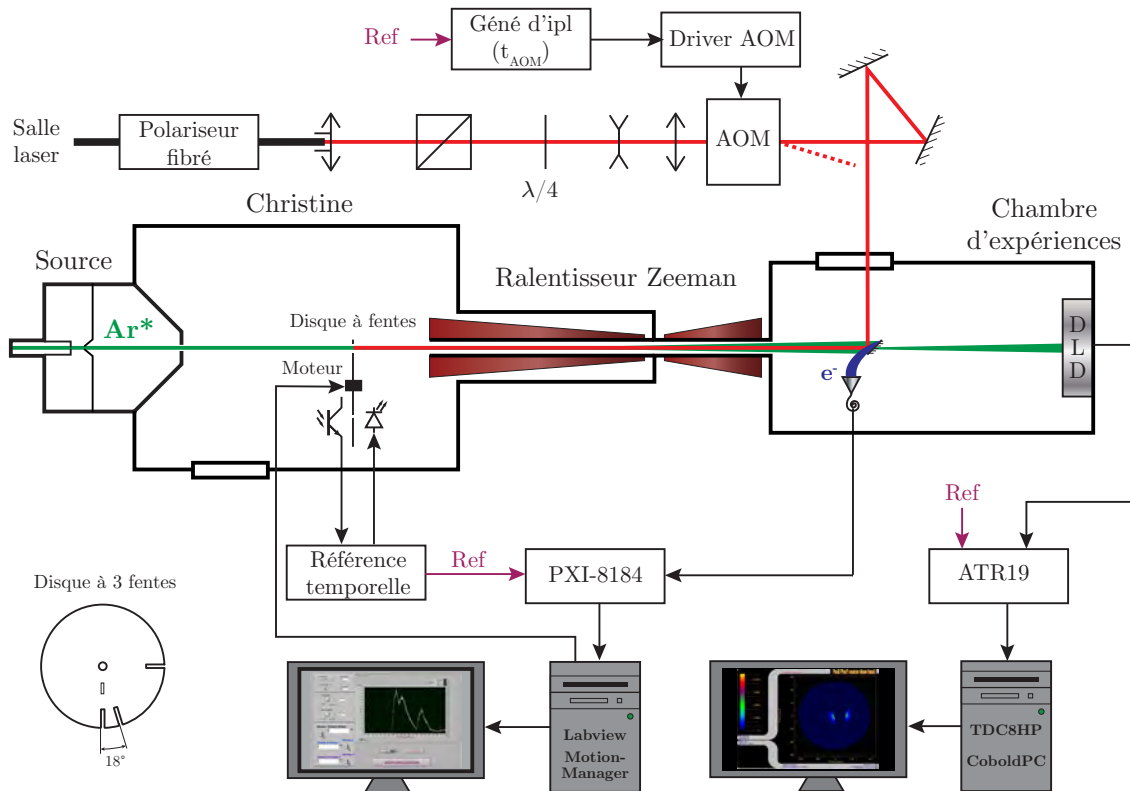 Ref
Géné d'ipl
(t_AOM)
Driver AOM
Salle
laser
Polariseur
fibré
λ/4
AOM
Christine
Chambre
d'expériences
Source
Ralentisseur Zeeman
Ar*
Disque à fentes
Moteur
e-
D
L
D
Référence
temporelle
Ref
PXI-8184
Ref
ATR19
Disque à 3 fentes
18°
Labview
Motion-
Manager
TDC8HP
CoboldPC